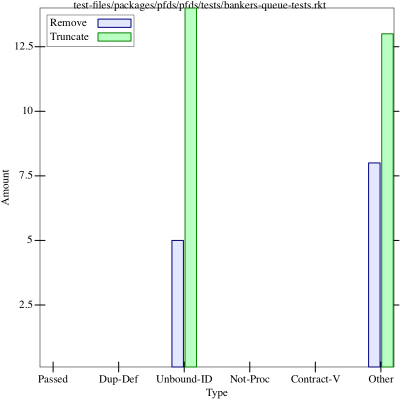 test-files/packages/pfds/pfds/tests/bankers-queue-tests.rkt
Remove
Truncate
12.5
10
7.5
5
2.5
Amount
Passed Dup-Def Unbound-ID Not-Proc Contract-V Other
Type